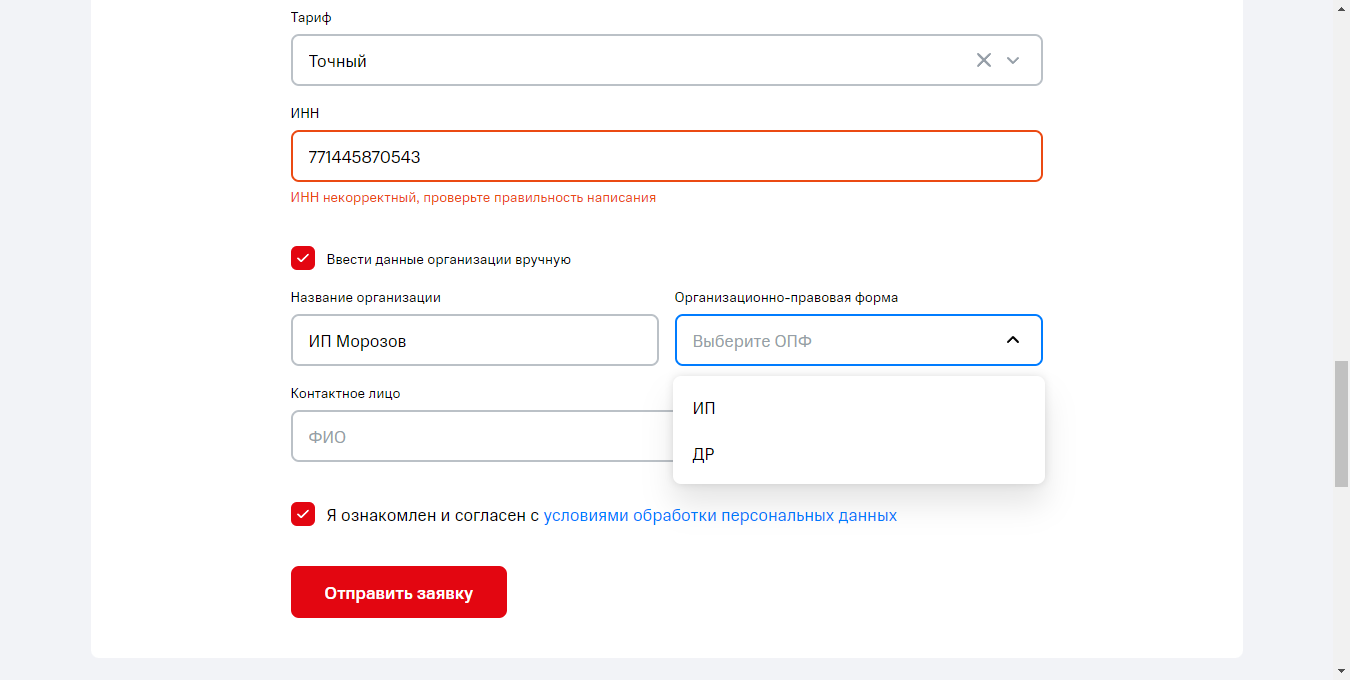 Тариф
Точный
ИНН
771445870543
ИНН некорректный, проверьте правильность написания
Ввести данные организации вручную
Название организации
Организационно-правовая форма
ИП Морозов
Выберите ОПФ
Контактное лицо
ИП
ФИО
ДР
Я ознакомлен и согласен с условиями обработки персональных данных
Отправить заявку